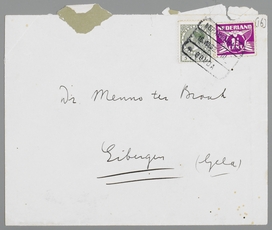 NEDERLAND
Dr Menno ter Braak
Eibergen
(Geld.)